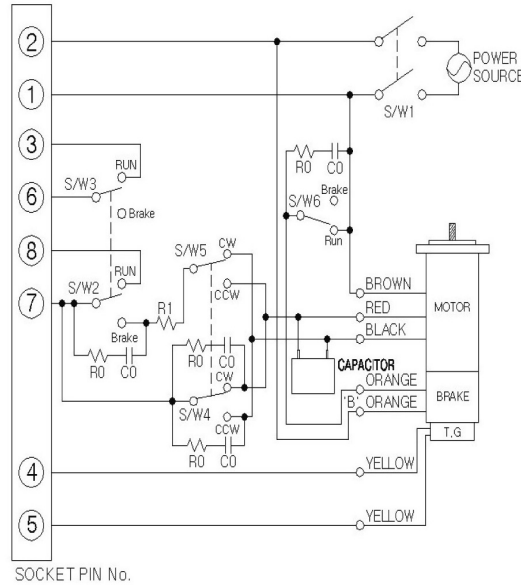 2
POWER
SOURCE
1
S/W1
3
RUN
R0
C0
S/W3
Brake
6
Brake
S/W6
Run
8
S/W5
CW
RUN
S/W2
CCW
7
R1
BROWN
RED
MOTOR
BLACK
Brake
R0
C0
R0
C0
CAPACITOR
CW
ORANGE
S/W4
'B'
ORANGE
BRAKE
CCW
T.G
R0
C0
4
YELLOW
5
YELLOW
SOCKET PIN No.